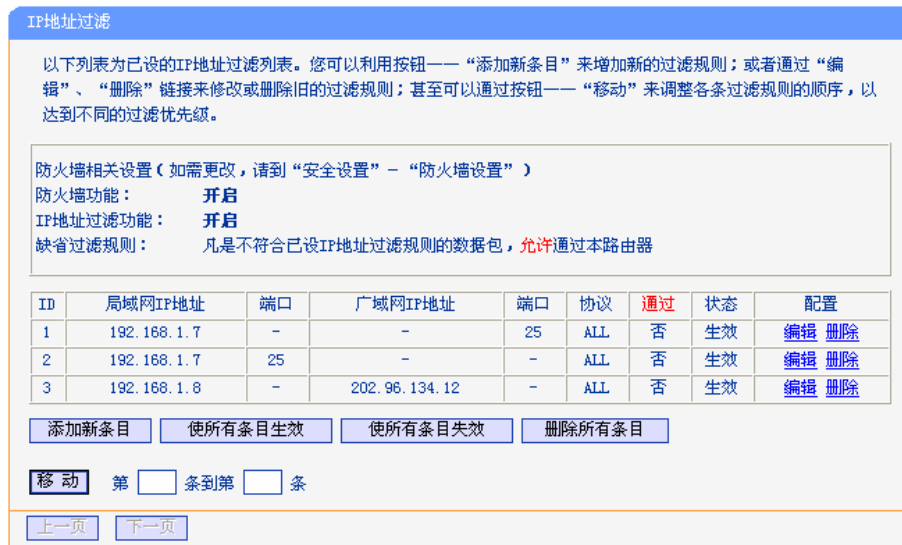 IP地址过滤
以下列表为已设的IP地址过滤列表。您可以利用按钮——“添加新条目”来增加新的过滤规则；或者通过“编
辑”、“删除”链接来修改或删除旧的过滤规则；甚至可以通过按钮——“移动”来调整各条过滤规则的顺序，以
达到不同的过滤优先级。
防火墙相关设置（如需更改，请到“安全设置”－“防火墙设置”）
防火墙功能： 开启
IP地址过滤功能： 开启
缺省过滤规则： 凡是不符合已设IP地址过滤规则的数据包，允许通过本路由器
ID 局域网IP地址 端口 广域网IP地址 端口 协议 通过 状态 配置
1 192.168.1.7 - - 25 ALL 否 生效 编辑 删除
2 192.168.1.7 25 - - ALL 否 生效 编辑 删除
3 192.168.1.8 - 202.96.134.12 - ALL 否 生效 编辑 删除
添加新条目 使所有条目生效 使所有条目失效 删除所有条目
移 动 第 条到第 条
上一页 下一页